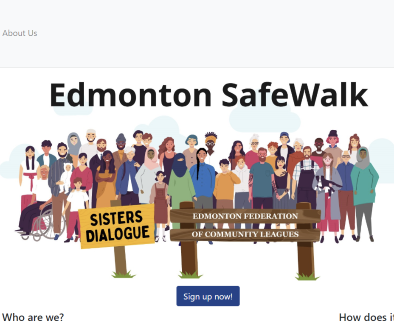 About Us
Edmonton SafeWalk
SISTERS
DIALOGUE
EDMONTON FEDERATION
OF COMMUNITY LEAGUES
Sign up now!
Who are we?
How does it